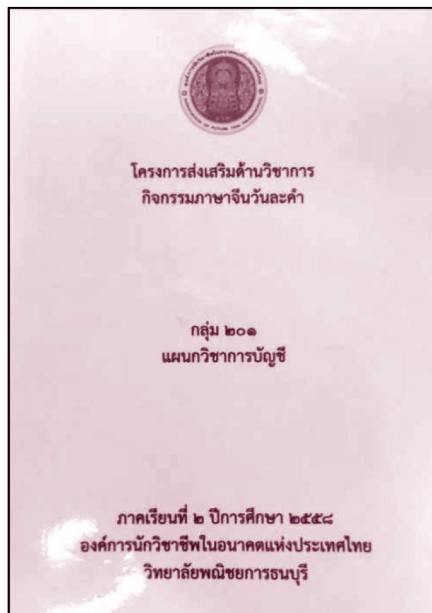 โครงการส่งเสริมด้านวิชาการ
กิจกรรมภาษาจีนวันละคำ
กลุ่ม ๒๐๑
แผนกวิชาการบัญชี
ภาคเรียนที่ ๒ ปีการศึกษา ๒๕๕๘
องค์การนักวิชาชีพในอนาคตแห่งประเทศไทย
วิทยาลัยพณิชยการธนบุรี